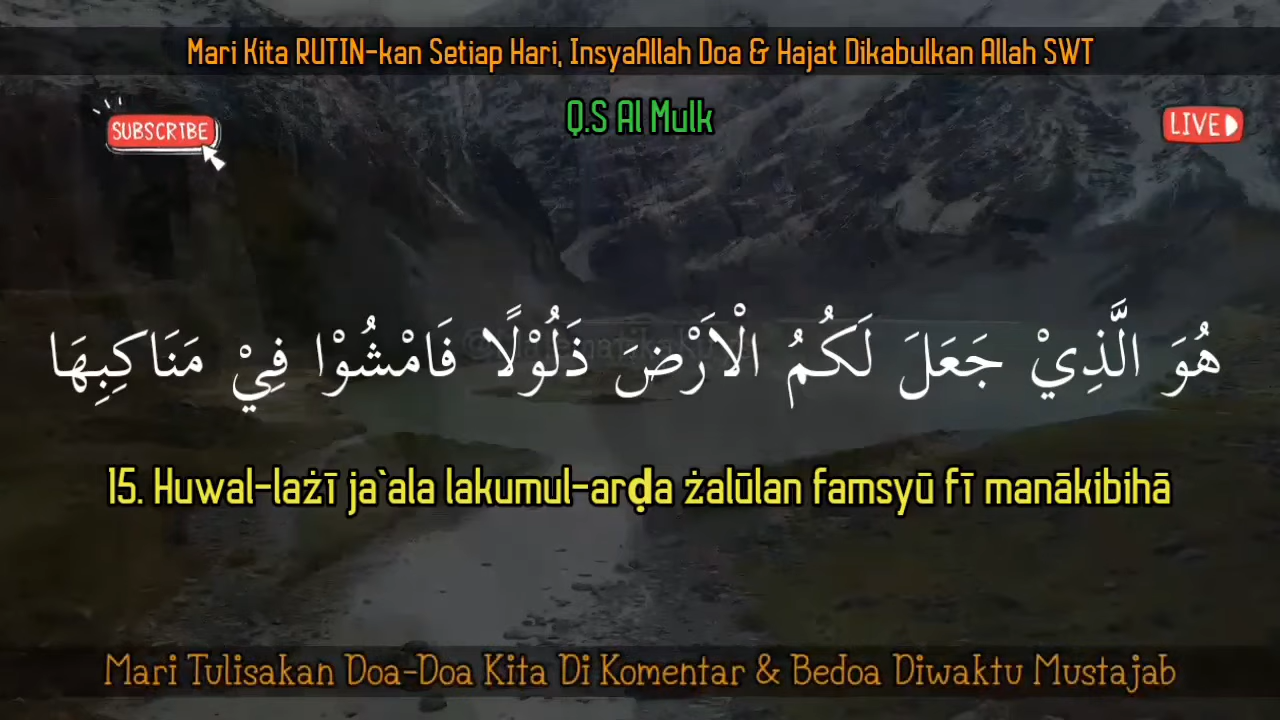 Mari Kita RUTIN-kan Setiap Hari, InsyaAllah Doa & Hajat Dikabulkan Allah SWT
Q.S Al Mulk
SUBSCRIBE
LIVE
هُوَ الَّذِيْ جَعَلَ لَكُمُ الْاَرْضَ ذَلُوْلًا فَامْشُوْا فِيْ مَنَاكِبِهَا
15. Huwal-lażī ja`ala lakumul-arḍa żalūlan famsyū fī manākibihā
Mari Tulisakan Doa-Doa Kita Di Komentar & Bedoa Diwaktu Mustajab